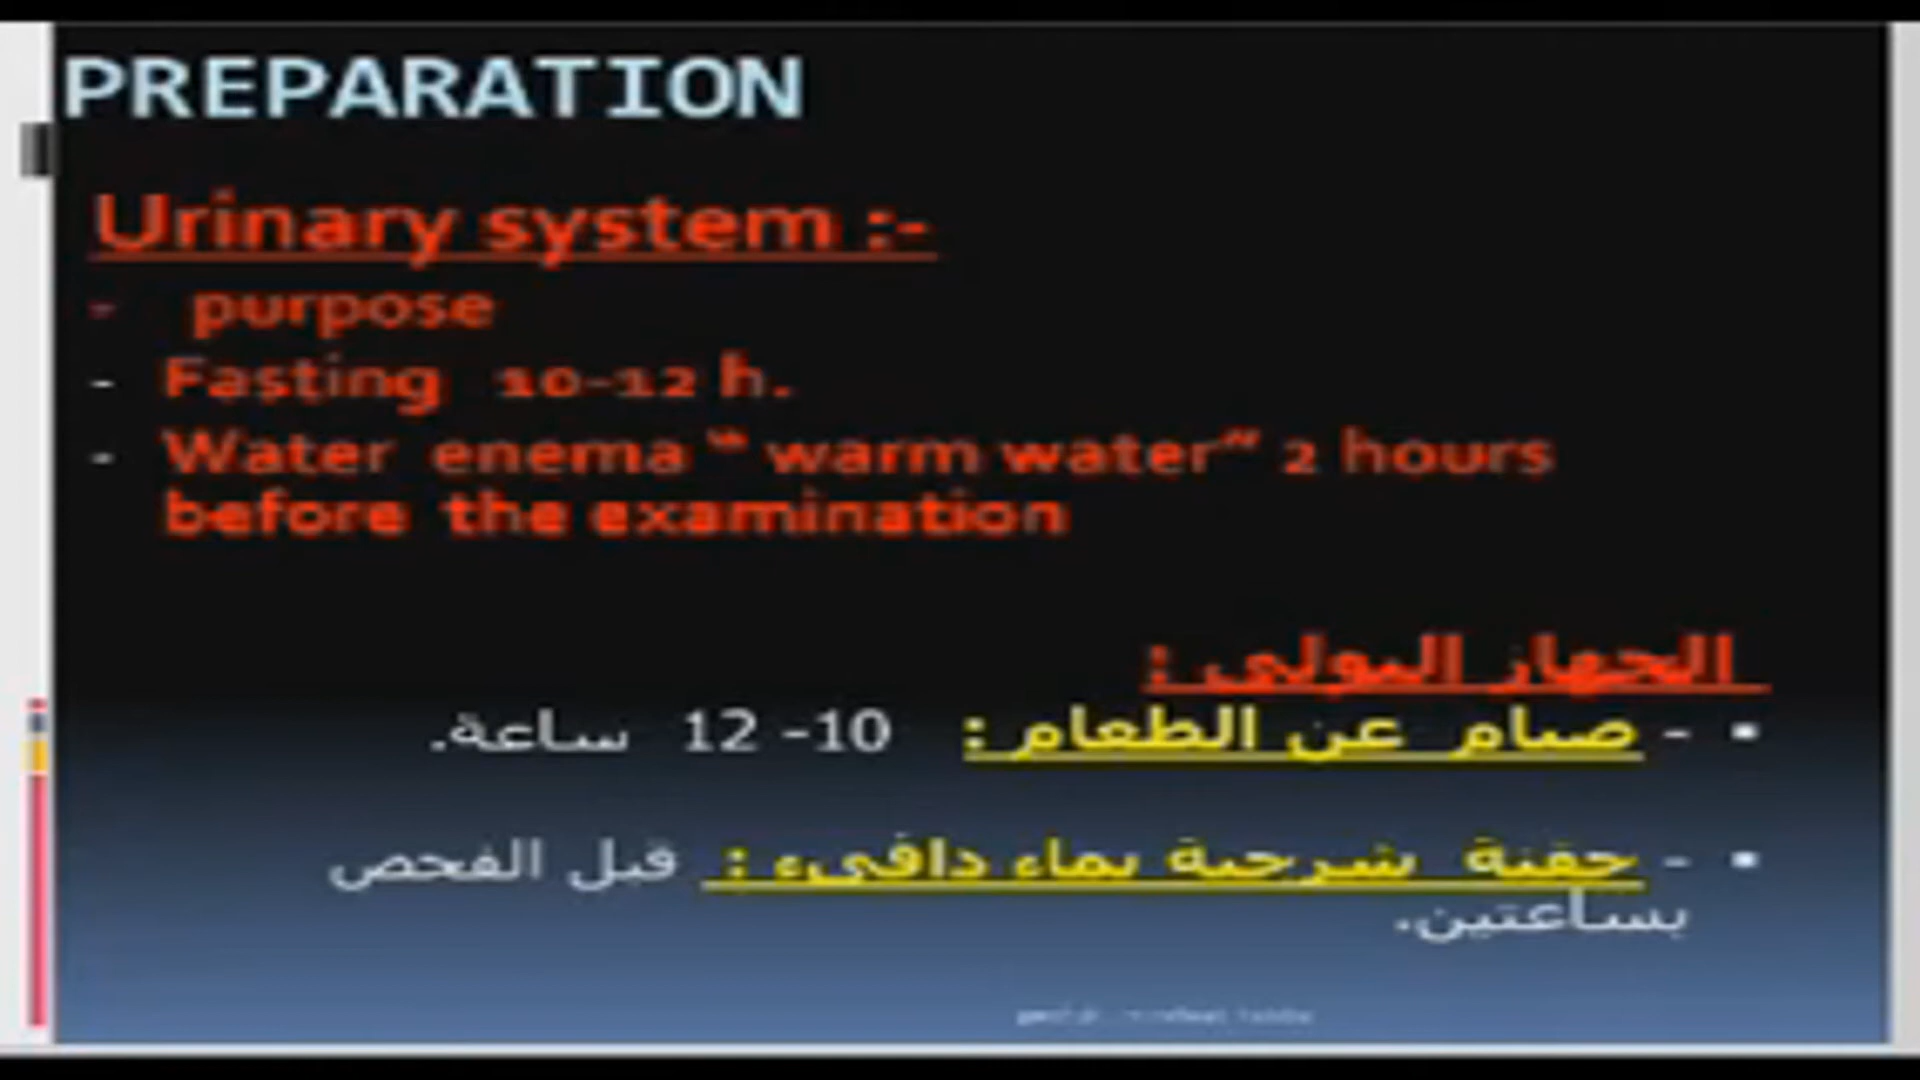 PREPARATION
Urinary system :-
- purpose
- Fasting 10-12 h.
- Water enema “ warm water” 2 hours
before the examination
الجهاز البولى :
▪ - صيام عن الطعام : 10- 12 ساعة.
▪ - حقنة شرجية بماء دافىء : قبل الفحص
بساعتين.